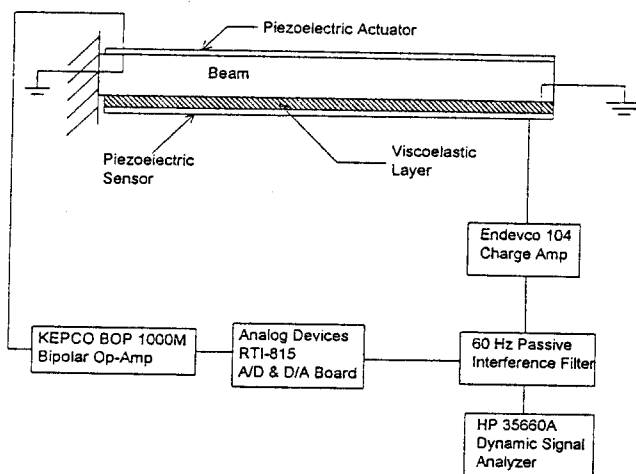 Piezoelectric Actuator
Beam
Piezoelectric
Sensor
Viscoelastic
Layer
Endevco 104
Charge Amp
KEPCO BOP 1000M
Bipolar Op-Amp
Analog Devices
RTI-815
A/D & D/A Board
60 Hz Passive
Interference Filter
HP 35660A
Dynamic Signal
Analyzer